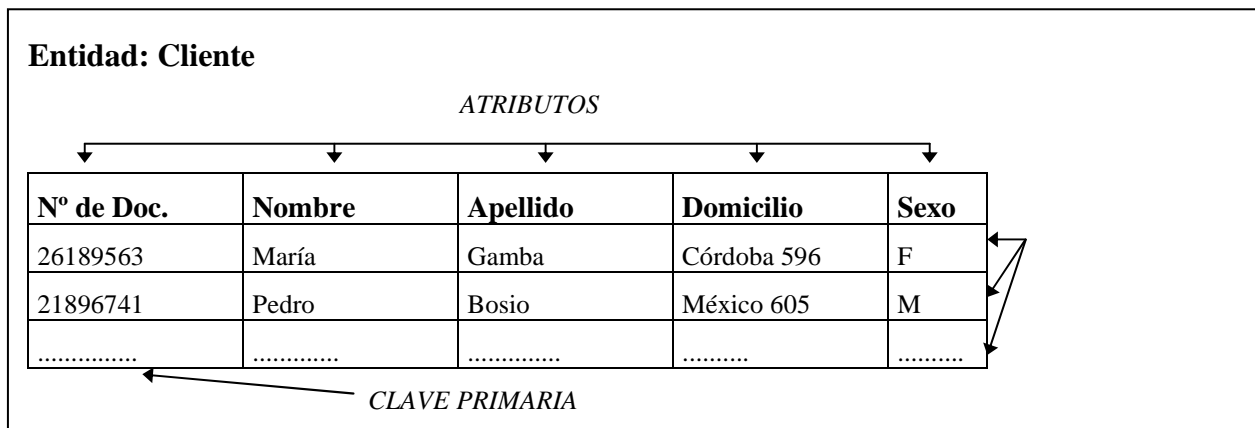 Entidad: Cliente
ATRIBUTOS
Nº de Doc. Nombre Apellido Domicilio Sexo
26189563 María Gamba Córdoba 596 F
21896741 Pedro Bosio México 605 M
............... ............. .............. .......... ..........
CLAVE PRIMARIA